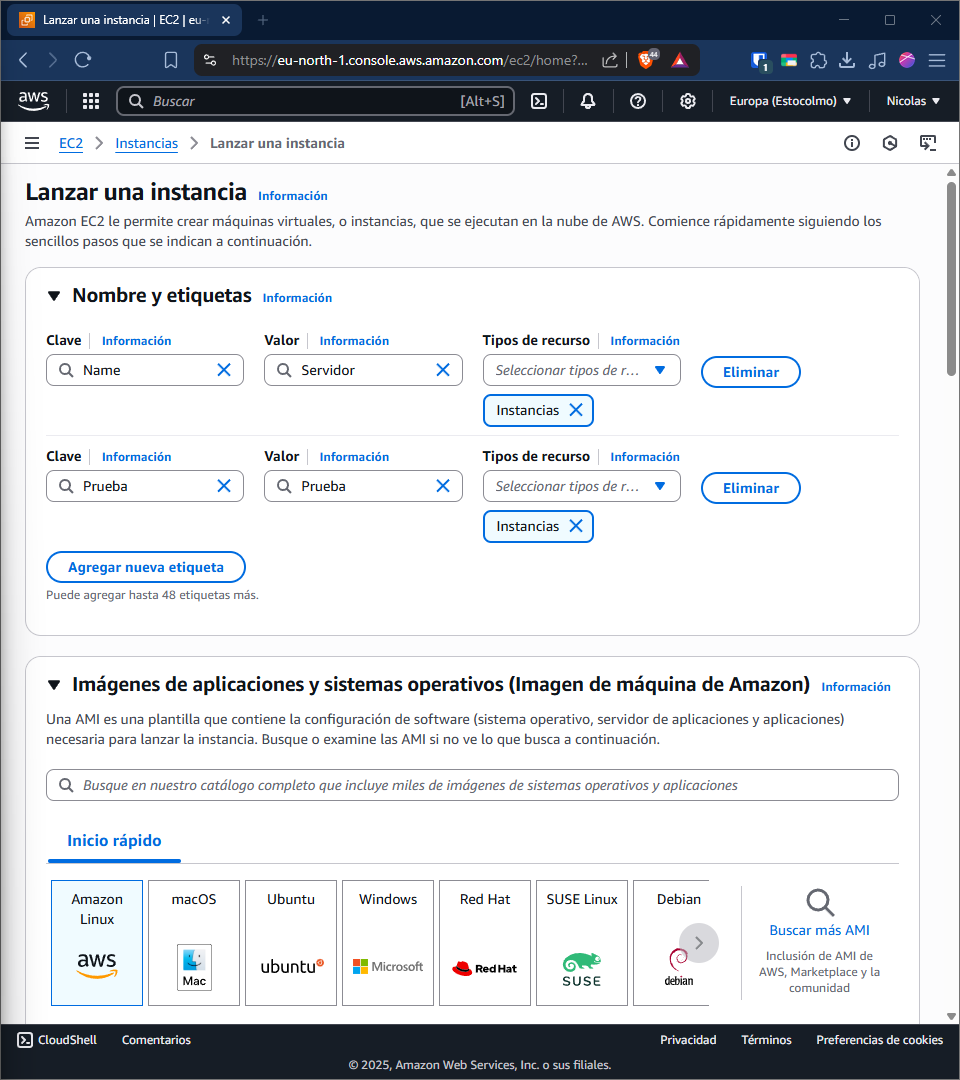 Lanzar una instancia | EC2 | eu-
https://eu-north-1.console.aws.amazon.com/ec2/home?...
44
1
aws
Buscar
[Alt+S]
Europa (Estocolmo)
Nicolas
EC2
Instancias
Lanzar una instancia
Lanzar una instancia Información
Amazon EC2 le permite crear máquinas virtuales, o instancias, que se ejecutan en la nube de AWS. Comience rápidamente siguiendo los
sencillos pasos que se indican a continuación.
Nombre y etiquetas Información
Clave Información Valor Información Tipos de recurso Información
Name Servidor Seleccionar tipos de r... Eliminar
Instancias
Clave Información Valor Información Tipos de recurso Información
Prueba Prueba Seleccionar tipos de r... Eliminar
Instancias
Agregar nueva etiqueta
Puede agregar hasta 48 etiquetas más.
Imágenes de aplicaciones y sistemas operativos (Imagen de máquina de Amazon) Información
Una AMI es una plantilla que contiene la configuración de software (sistema operativo, servidor de aplicaciones y aplicaciones)
necesaria para lanzar la instancia. Busque o examine las AMI si no ve lo que busca a continuación.
Busque en nuestro catálogo completo que incluye miles de imágenes de sistemas operativos y aplicaciones
Inicio rápido
Amazon
Linux
aws
macOS
Mac
Ubuntu
ubuntu
Windows
Microsoft
Red Hat
Red Hat
SUSE Linux
SUSE
Debian
debian
Buscar más AMI
Inclusión de AMI de
AWS, Marketplace y la
comunidad
CloudShell Comentarios Privacidad Términos Preferencias de cookies
© 2025, Amazon Web Services, Inc. o sus filiales.